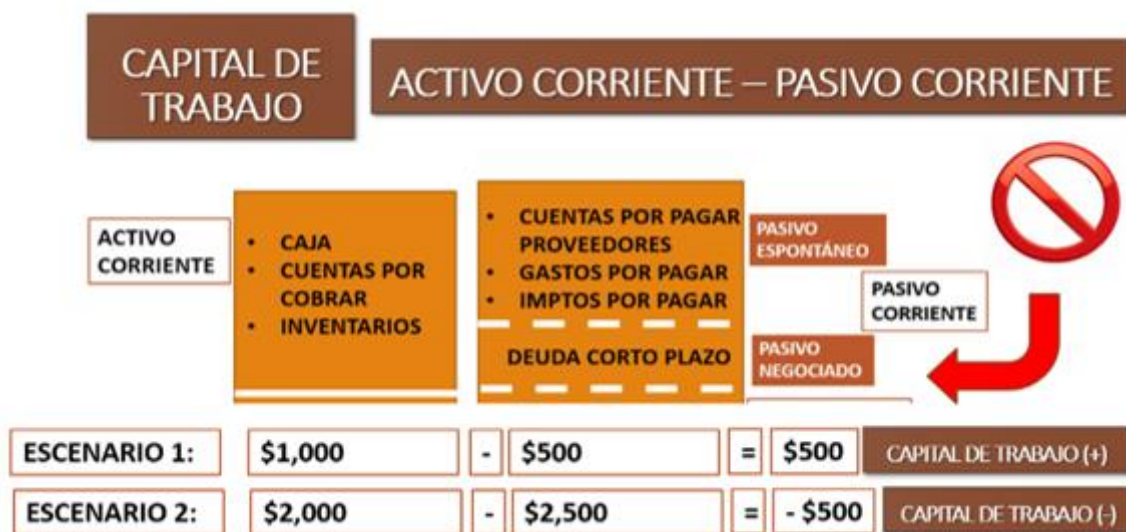 CAPITAL DE
TRABAJO
ACTIVO CORRIENTE – PASIVO CORRIENTE
ACTIVO
CORRIENTE
• CAJA
• CUENTAS POR
COBRAR
• INVENTARIOS
• CUENTAS POR PAGAR
PROVEEDORES
• GASTOS POR PAGAR
• IMPTOS POR PAGAR
DEUDA CORTO PLAZO
PASIVO
ESPONTÁNEO
PASIVO
CORRIENTE
PASIVO
NEGOCIADO
ESCENARIO 1: $1,000 - $500 = $500 CAPITAL DE TRABAJO (+)
ESCENARIO 2: $2,000 - $2,500 = - $500 CAPITAL DE TRABAJO (-)